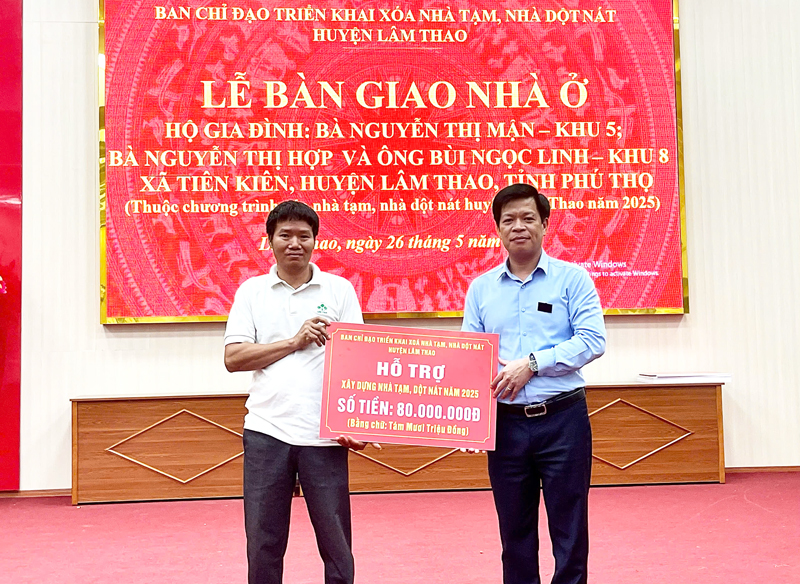 BAN CHỈ ĐẠO TRIỂN KHAI XÓA NHÀ TẠM, NHÀ DỘT NÁT
HUYỆN LÂM THAO
LỄ BÀN GIAO NHÀ Ở
HỘ GIA ĐÌNH: BÀ NGUYỄN THỊ MẬN – KHU 5;
BÀ NGUYỄN THỊ HỢP VÀ ÔNG BÙI NGỌC LINH – KHU 8
XÃ TIÊN KIÊN, HUYỆN LÂM THAO, TỈNH PHÚ THỌ
(Thuộc chương trình nhà tạm, nhà dột nát Thao năm 2025)
ngày 26 tháng 5 năm
Windows
to activate Windows.
BAN CHỈ ĐẠO TRIỂN KHAI XOÁ NHÀ TẠM, NHÀ DỘT NÁT
HUYỆN LÂM THAO
HỖ TRỢ
XÂY DỰNG NHÀ TẠM, DỘT NÁT NĂM 2025
SỐ TIỀN: 80.000.000Đ
(Bằng chữ: Tám Mươi Triệu Đồng)